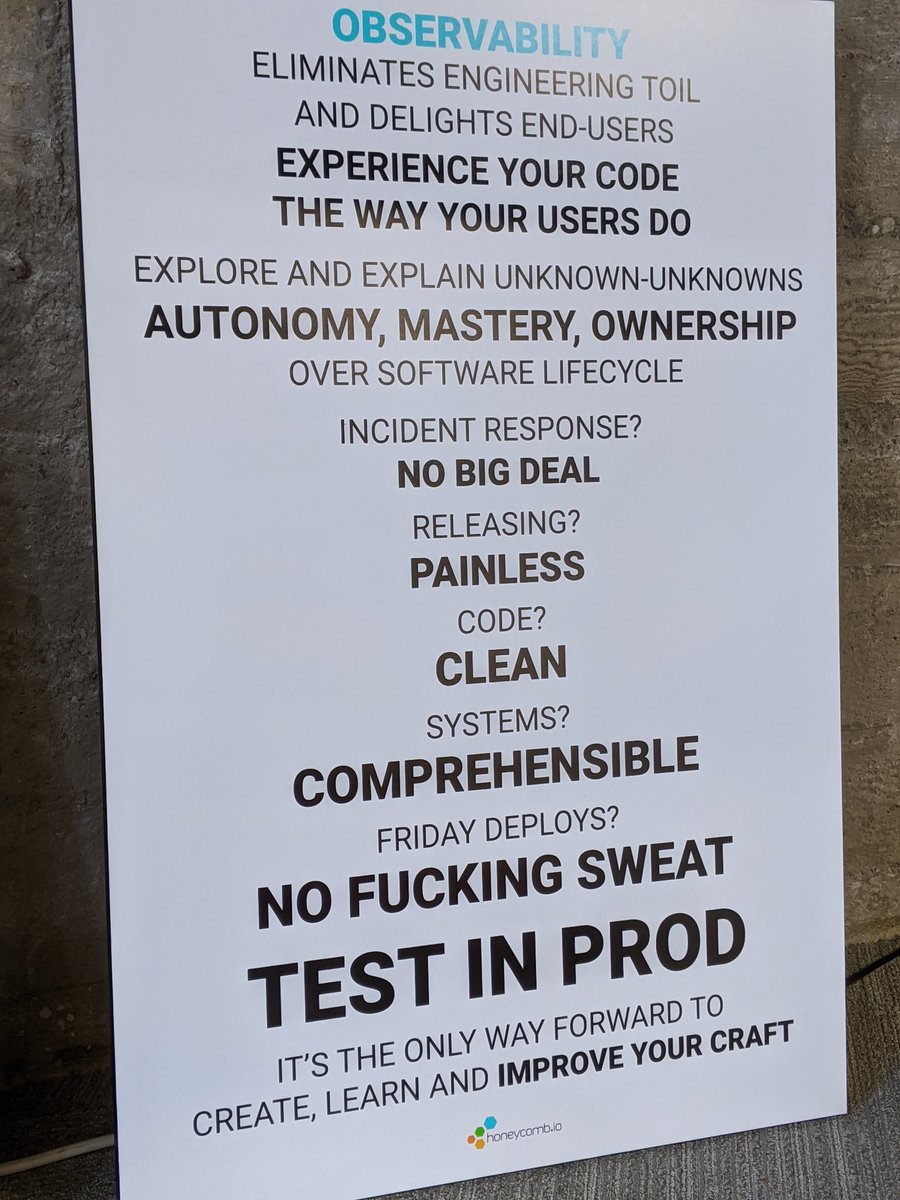 OBSERVABILITY
ELIMINATES ENGINEERING TOIL
AND DELIGHTS END-USERS
EXPERIENCE YOUR CODE
THE WAY YOUR USERS DO
EXPLORE AND EXPLAIN UNKNOWN-UNKNOWNS
AUTONOMY, MASTERY, OWNERSHIP
OVER SOFTWARE LIFECYCLE
INCIDENT RESPONSE?
NO BIG DEAL
RELEASING?
PAINLESS
CODE?
CLEAN
SYSTEMS?
COMPREHENSIBLE
FRIDAY DEPLOYS?
NO FUCKING SWEAT
TEST IN PROD
IT'S THE ONLY WAY FORWARD TO
CREATE, LEARN AND IMPROVE YOUR CRAFT
honeycomb.io